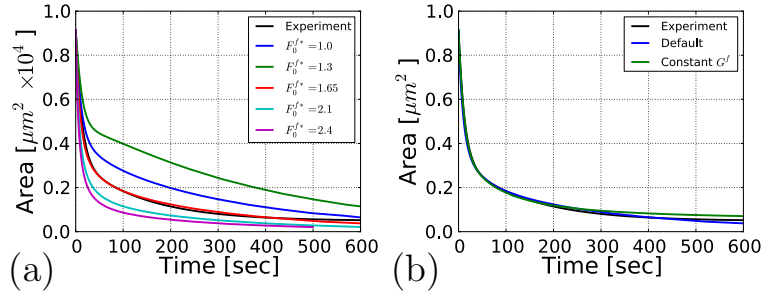 Area [μm² ×10⁴]
1.0
0.8
0.6
0.4
0.2
0.0
0 100 200 300 400 500 600
Time [sec]
(a)
Experiment
F₀^{f*}=1.0
F₀^{f*}=1.3
F₀^{f*}=1.65
F₀^{f*}=2.1
F₀^{f*}=2.4
Area [μm²]
1.0
0.8
0.6
0.4
0.2
0.0
0 100 200 300 400 500 600
Time [sec]
(b)
Experiment
Default
Constant G^f